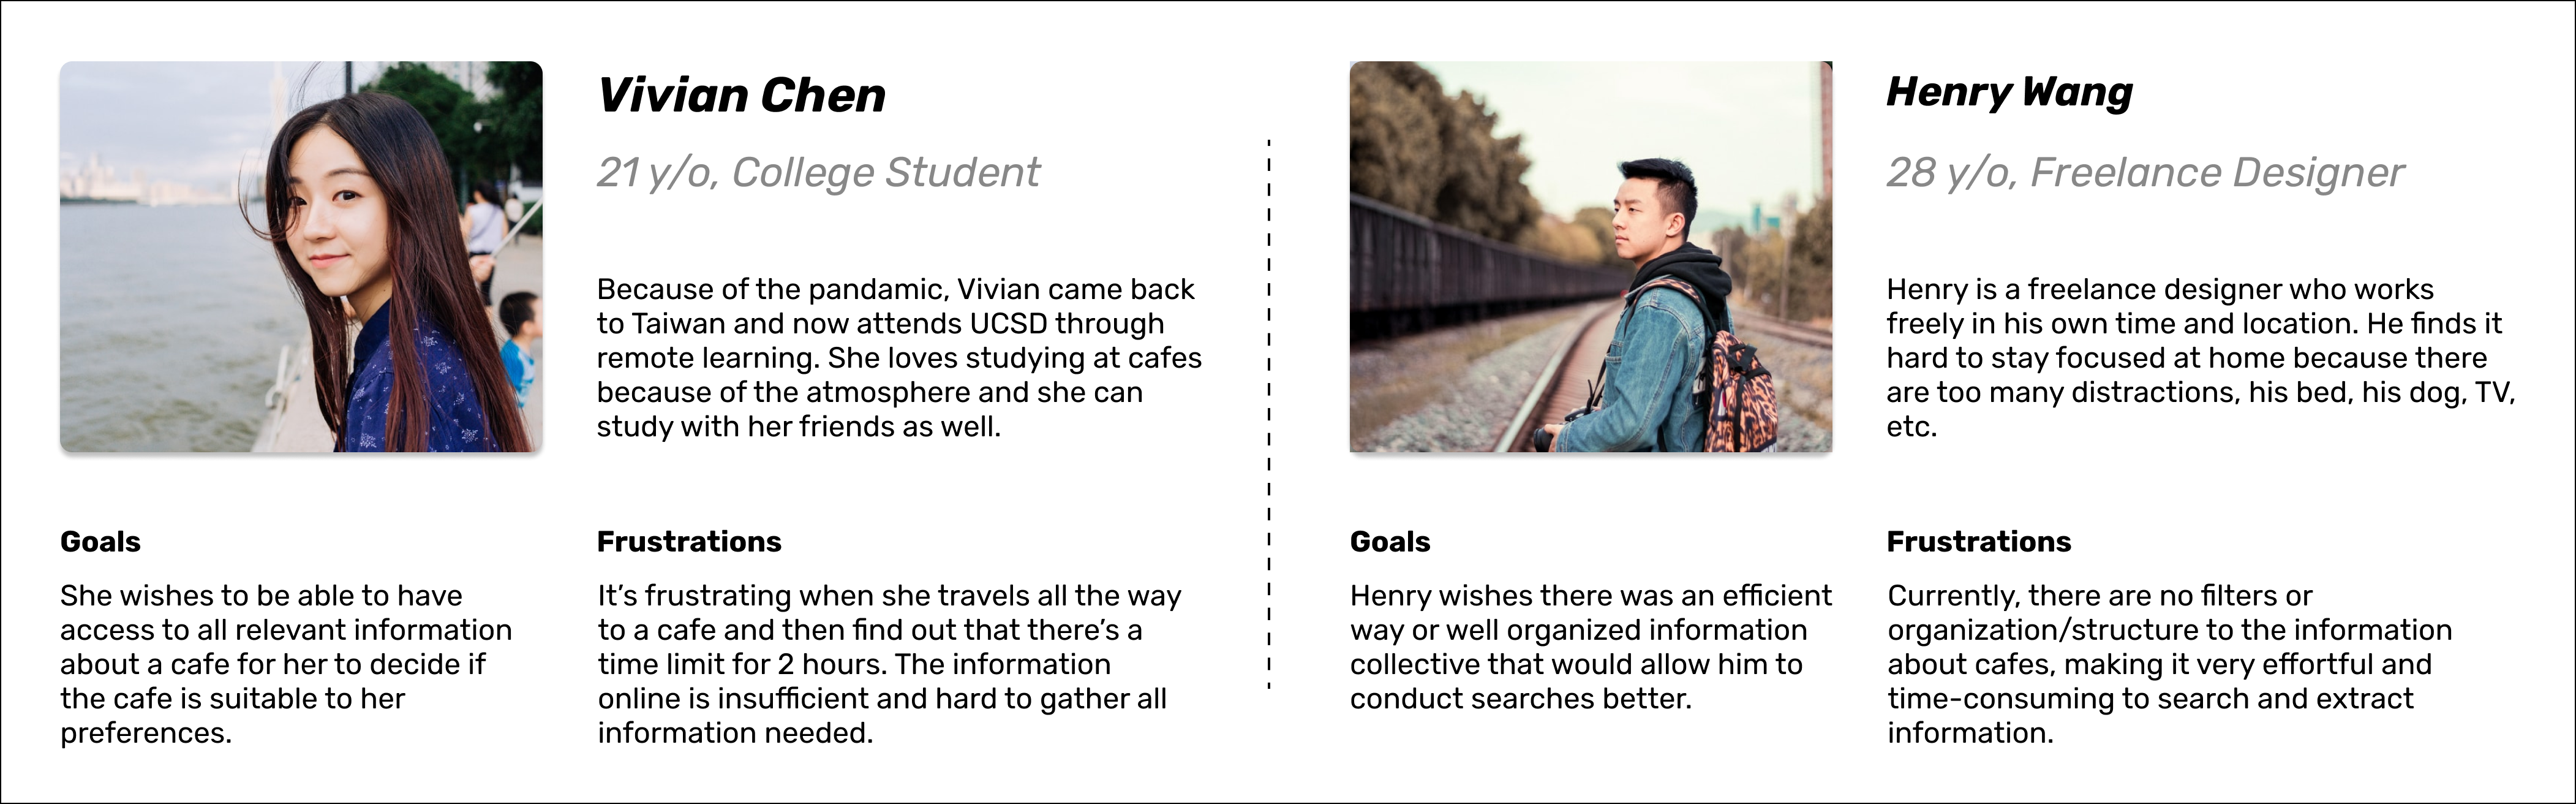 Vivian Chen
21 y/o, College Student
Because of the pandamic, Vivian came back
to Taiwan and now attends UCSD through
remote learning. She loves studying at cafes
because of the atmosphere and she can
study with her friends as well.
Goals
She wishes to be able to have
access to all relevant information
about a cafe for her to decide if
the cafe is suitable to her
preferences.
Frustrations
It’s frustrating when she travels all the way
to a cafe and then find out that there’s a
time limit for 2 hours. The information
online is insufficient and hard to gather all
information needed.
Henry Wang
28 y/o, Freelance Designer
Henry is a freelance designer who works
freely in his own time and location. He finds it
hard to stay focused at home because there
are too many distractions, his bed, his dog, TV,
etc.
Goals
Henry wishes there was an efficient
way or well organized information
collective that would allow him to
conduct searches better.
Frustrations
Currently, there are no filters or
organization/structure to the information
about cafes, making it very effortful and
time-consuming to search and extract
information.